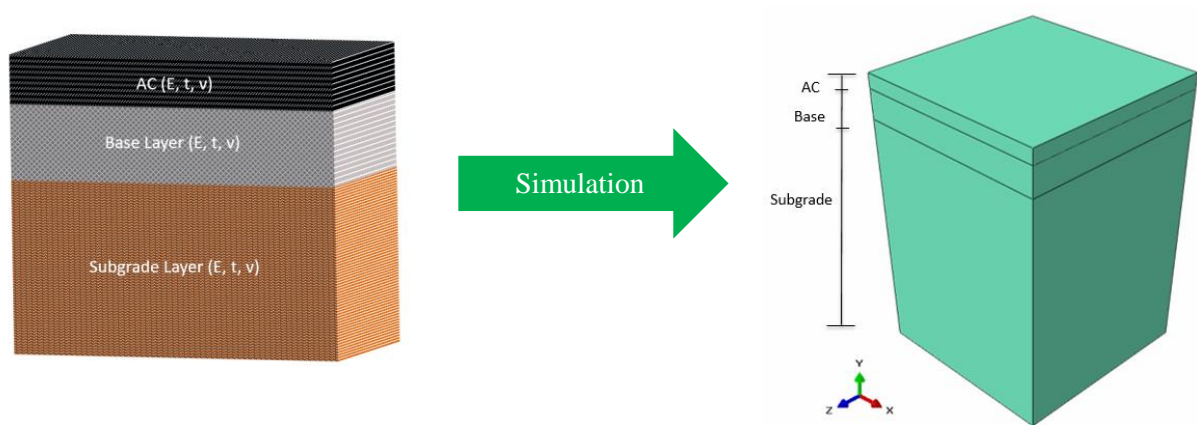 AC (E, t, v)
Base Layer (E, t, v)
Subgrade Layer (E, t, v)
Simulation
AC
Base
Subgrade
Y
Z
X